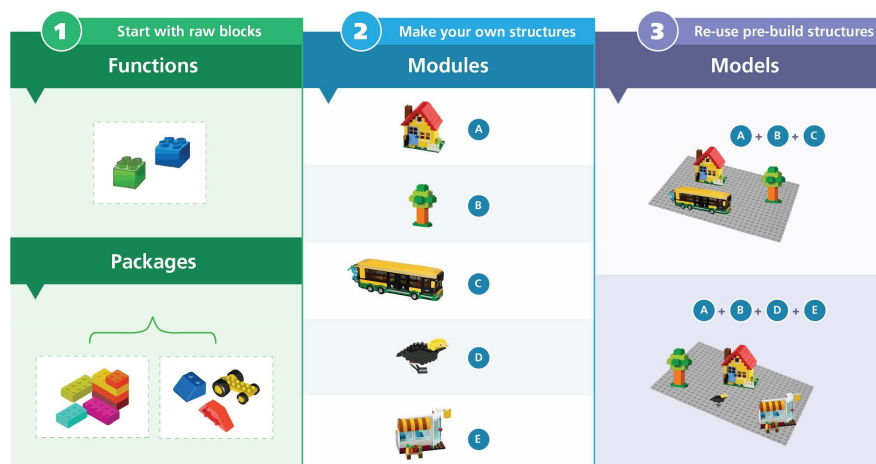 1
Start with raw blocks
Functions
Packages
2
Make your own structures
Modules
A
B
C
D
E
3
Re-use pre-build structures
Models
A + B + C
A + B + D + E